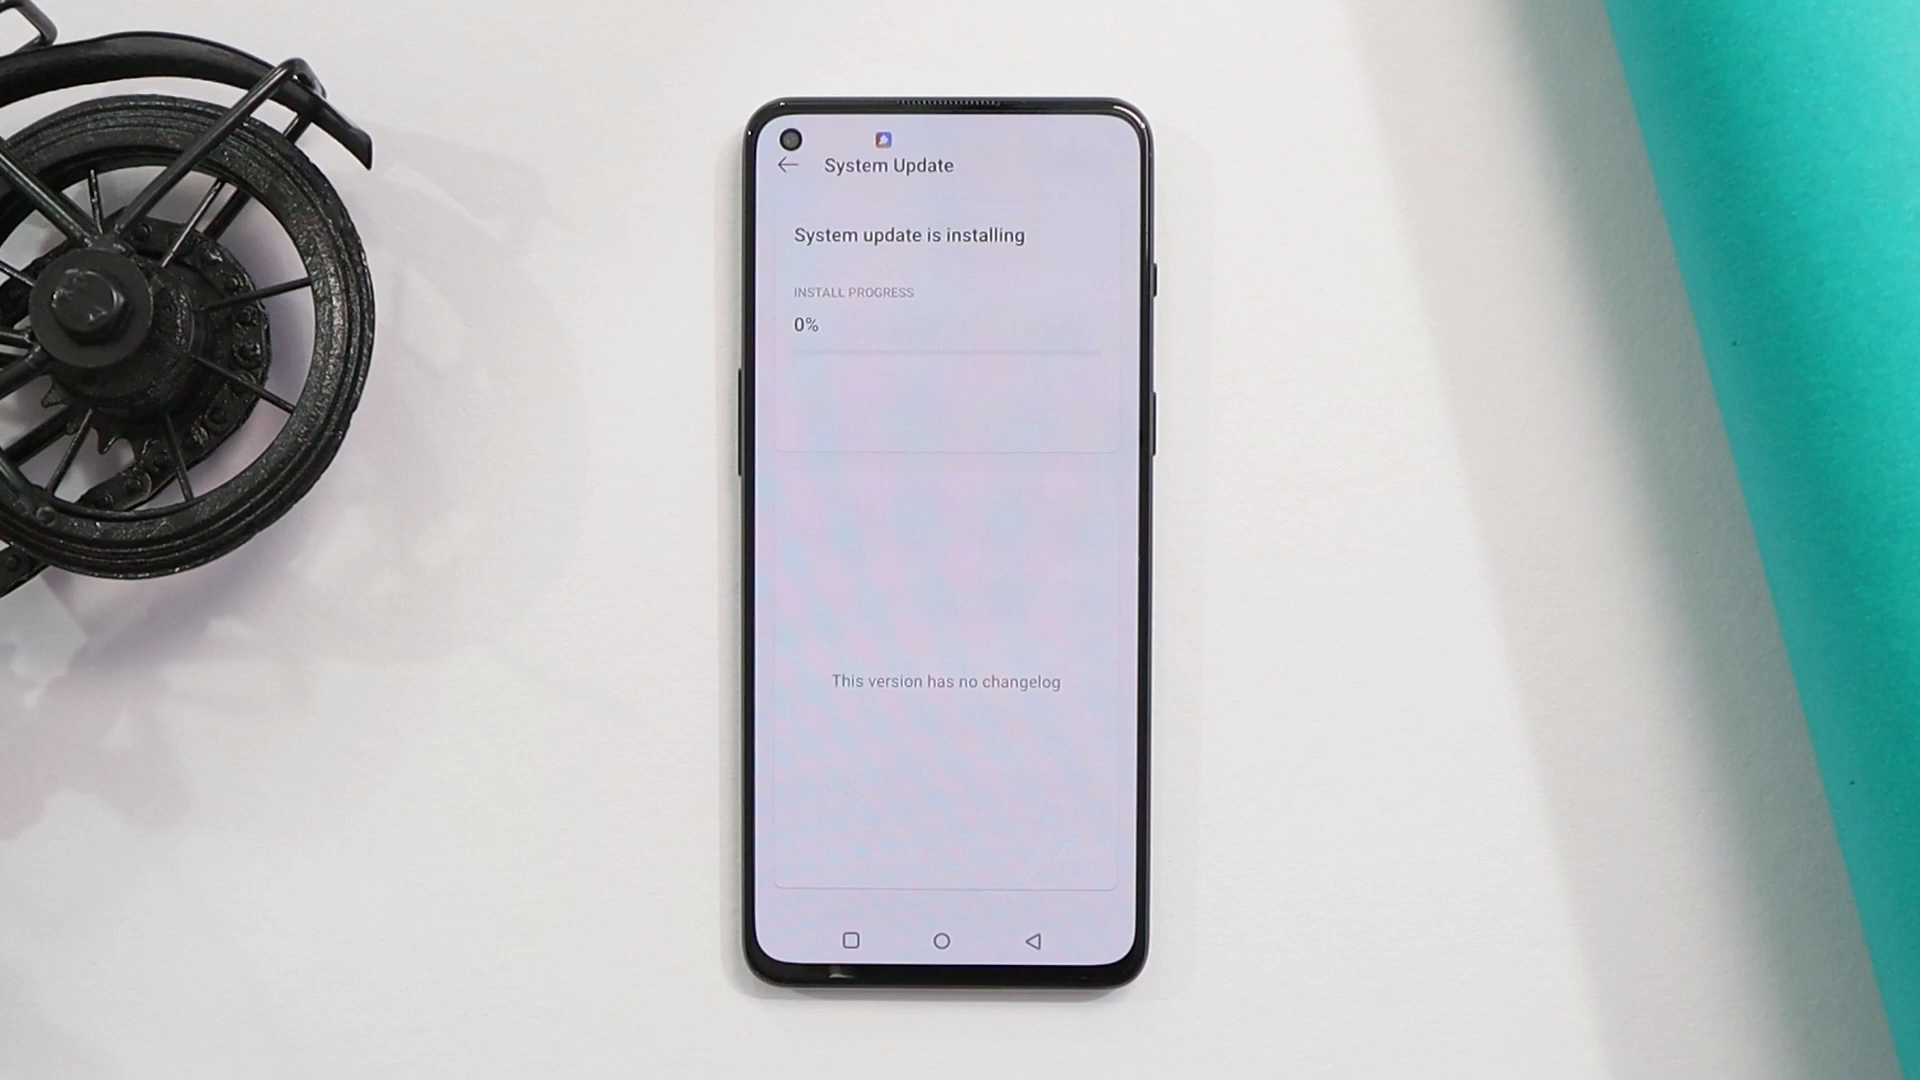 System Update
System update is installing
INSTALL PROGRESS
0%
This version has no changelog